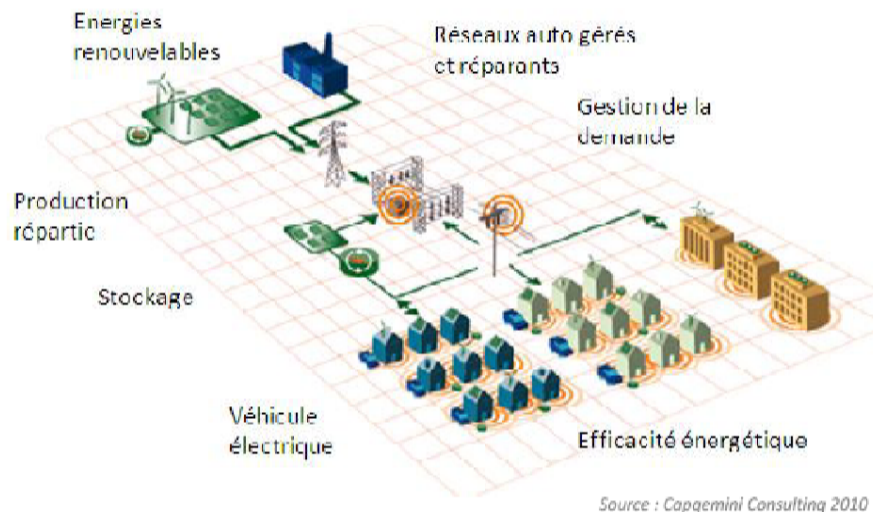 Energies
renouvelables
Réseaux auto gérés
et réparants
Gestion de la
demande
Production
répartie
Stockage
Véhicule
électrique
Efficacité énergétique
Source : Capgemini Consulting 2010